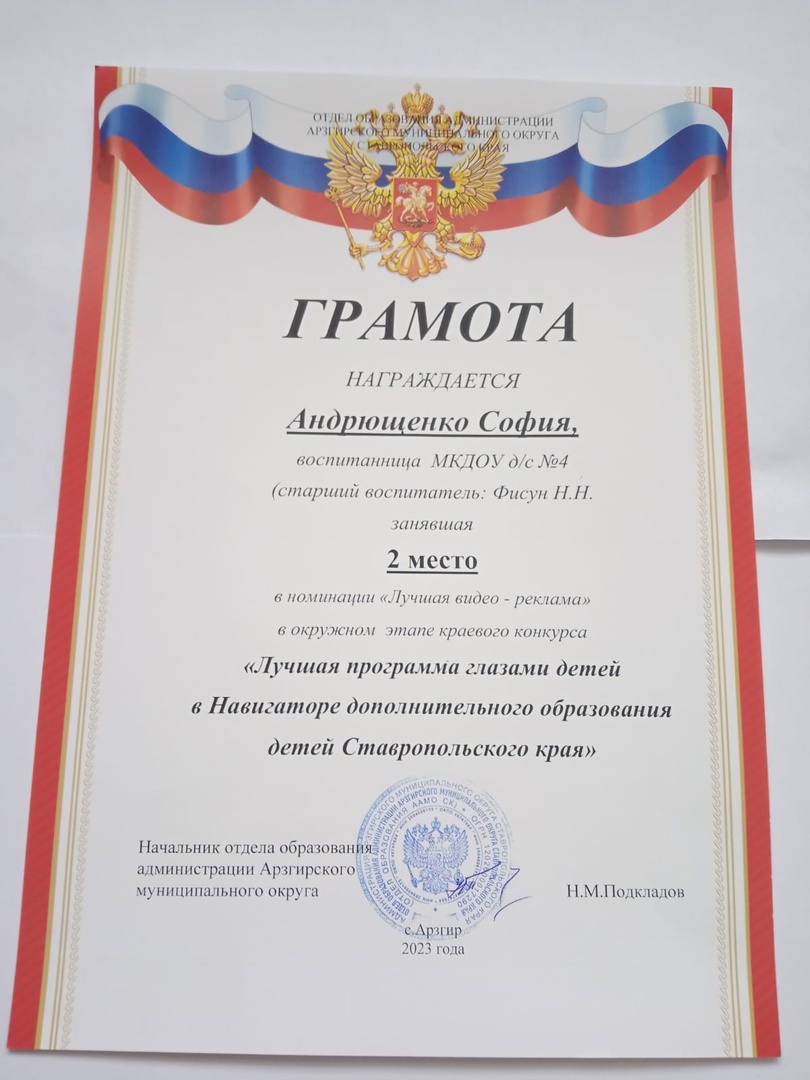 ОТДЕЛ ОБРАЗОВАНИЯ АДМИНИСТРАЦИИ
АРЗГИРСКОГО МУНИЦИПАЛЬНОГО ОКРУГА
СТАВРОПОЛЬСКОГО КРАЯ
ГРАМОТА
НАГРАЖДАЕТСЯ
Андрющенко София,
воспитанница МКДОУ д/с №4
(старший воспитатель: Фисун Н.Н.
занявшая
2 место
в номинации «Лучшая видео - реклама»
в окружном этапе краевого конкурса
«Лучшая программа глазами детей
в Навигаторе дополнительного образования
детей Ставропольского края»
Начальник отдела образования
администрации Арзгирского
муниципального округа
Н.М.Подкладов
с.Арзгир
2023 года